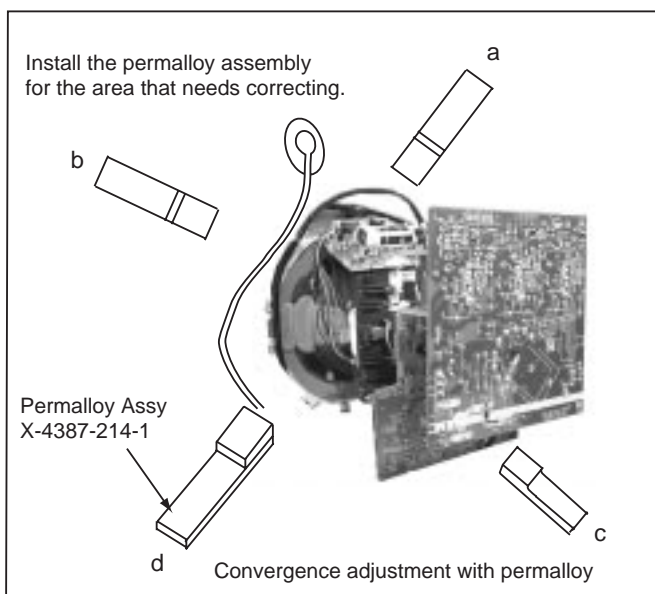 Install the permalloy assembly
for the area that needs correcting.
a
b
Permalloy Assy
X-4387-214-1
c
d
Convergence adjustment with permalloy